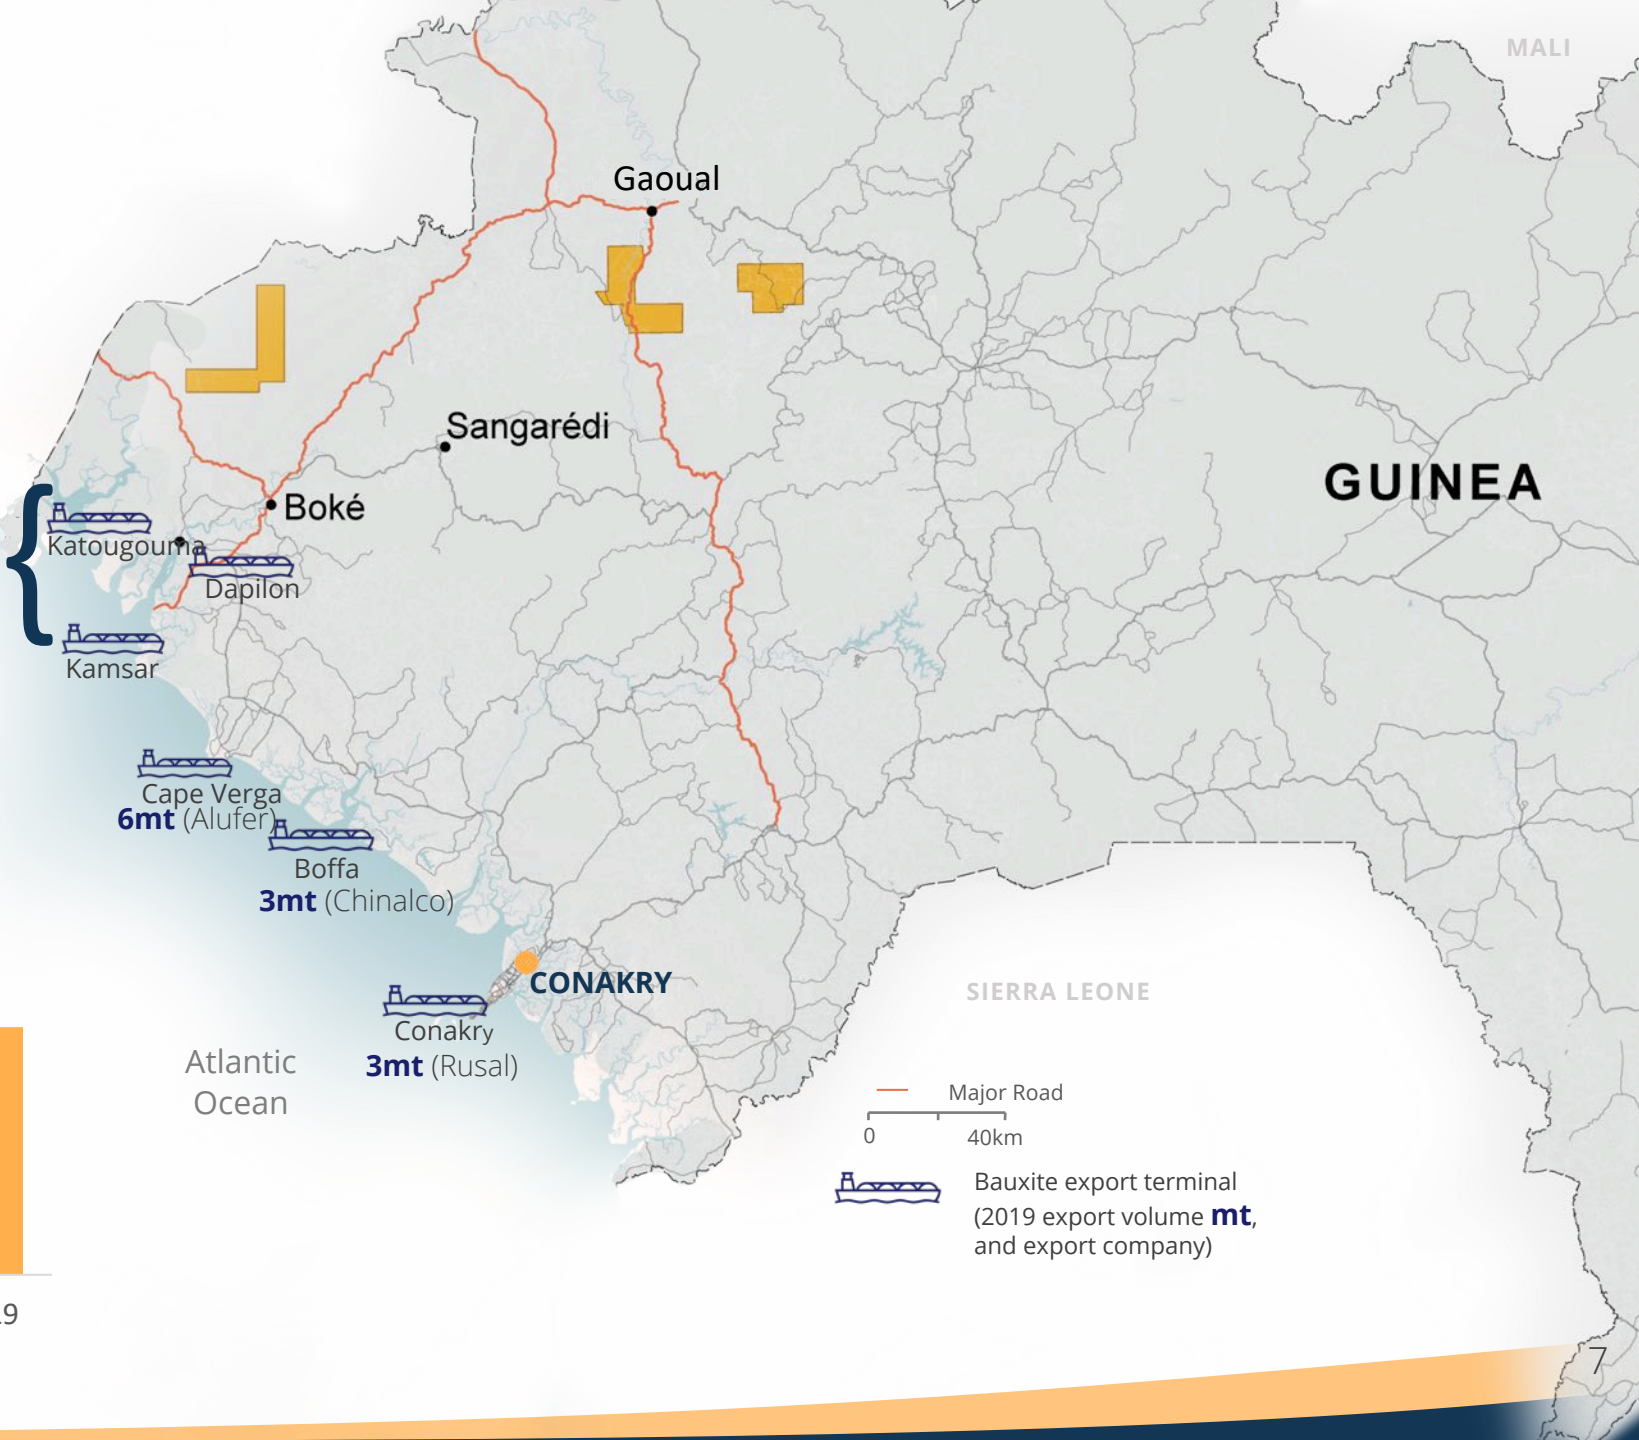 MALI
Gaoual
Sangarédi
GUINEA
Boké
Katougouma
Dapilon
Kamsar
Cape Verga
6mt (Alufer)
Boffa
3mt (Chinalco)
CONAKRY
SIERRA LEONE
Conakry
3mt (Rusal)
Atlantic
Ocean
Major Road
0 40km
Bauxite export terminal
(2019 export volume mt,
and export company)
9
7